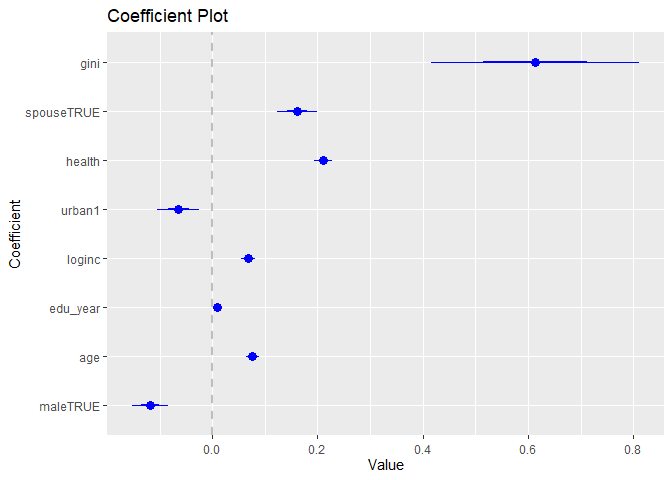 Coefficient Plot
gini
spouseTRUE
health
urban1
loginc
edu_year
age
maleTRUE
Coefficient
0.0 0.2 0.4 0.6 0.8
Value